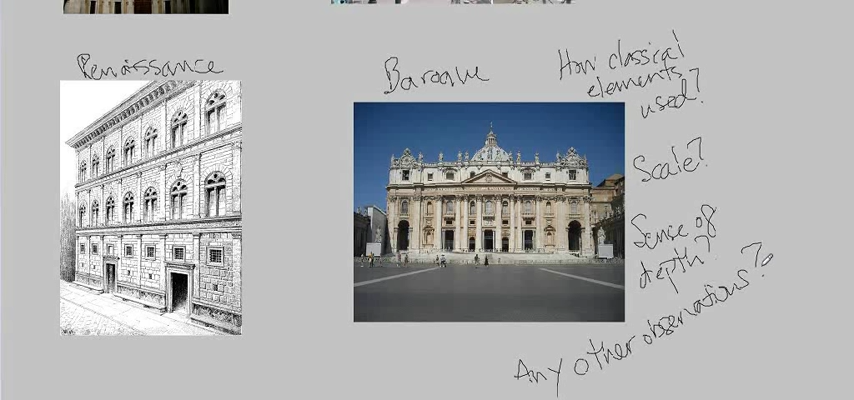 Renaissance
Baroque
How classical
elements
used?
Scale?
Sense of
depth?
Any other observations?